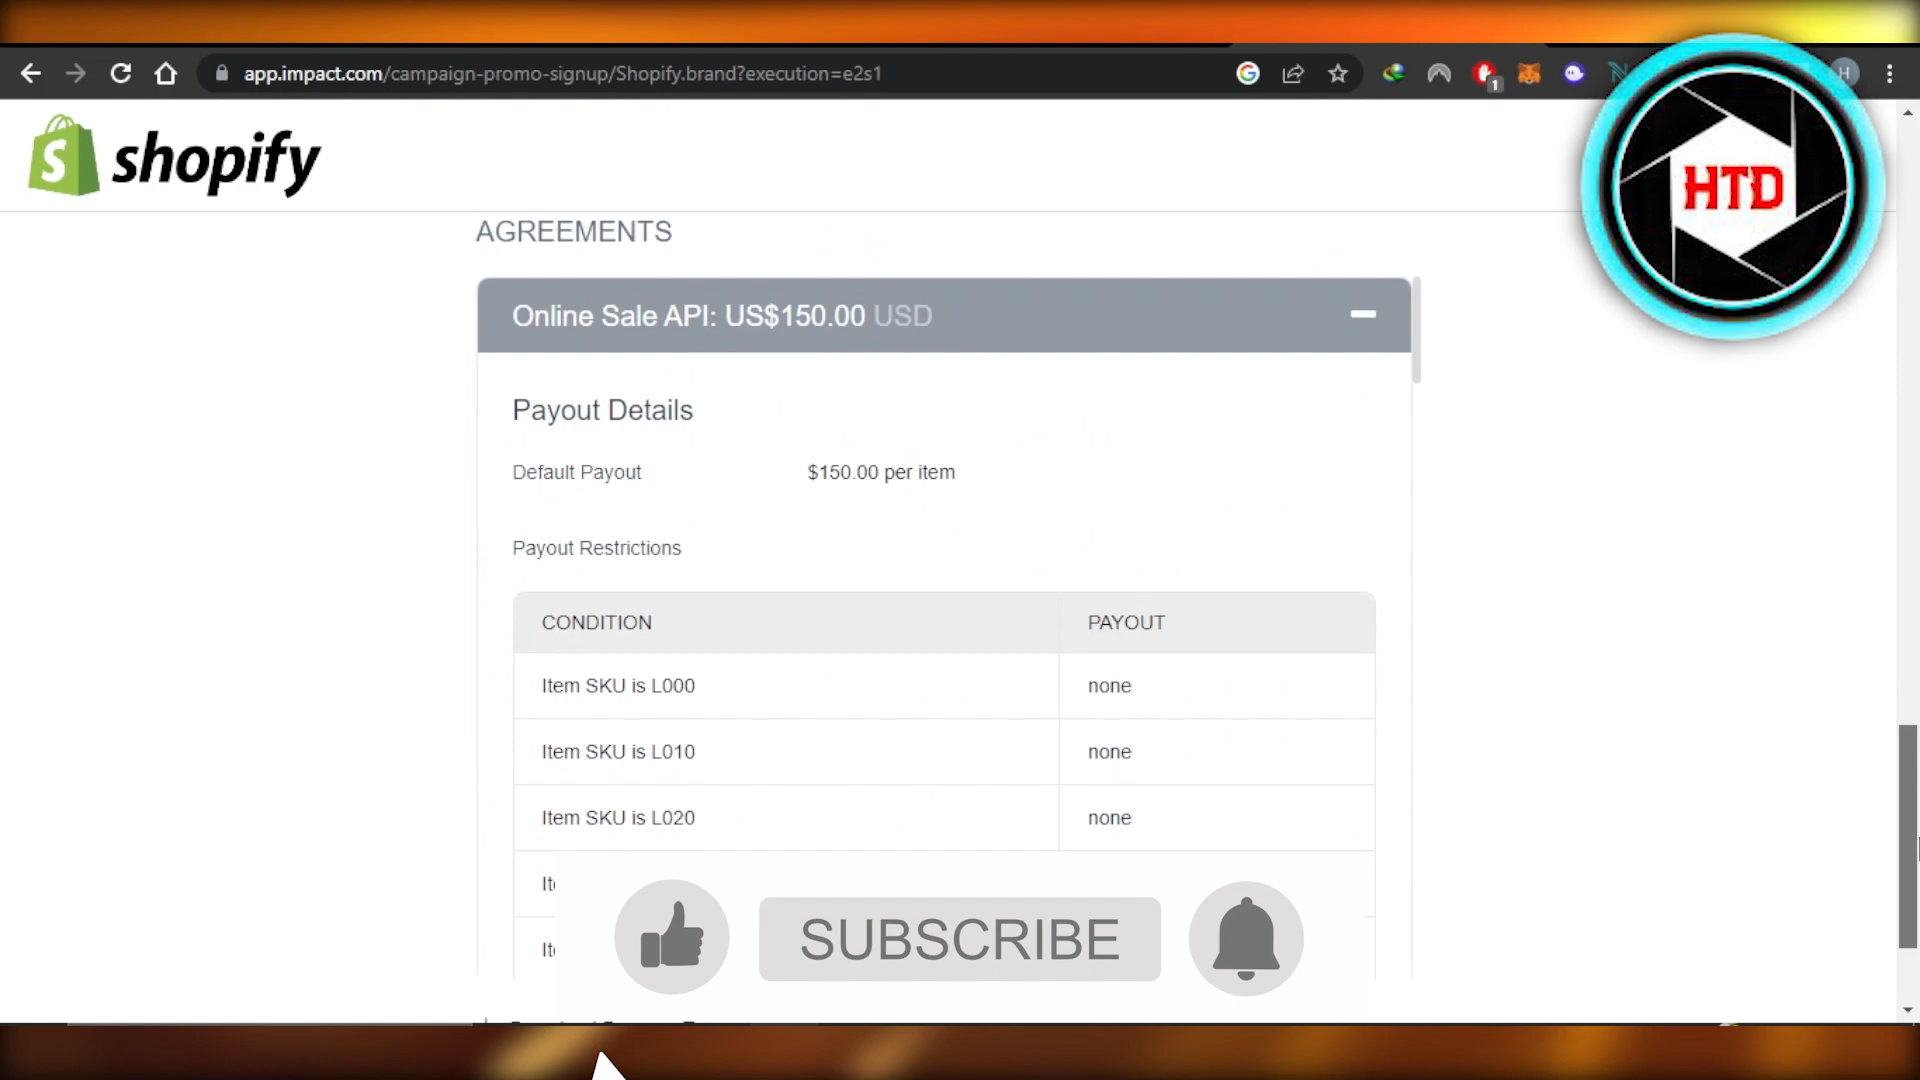 app.impact.com/campaign-promo-signup/Shopify.brand?execution=e2s1
1
H
shopify
HTD
AGREEMENTS
Online Sale API: US$150.00 USD
Payout Details
Default Payout $150.00 per item
Payout Restrictions
CONDITION PAYOUT
Item SKU is L000 none
Item SKU is L010 none
Item SKU is L020 none
SUBSCRIBE